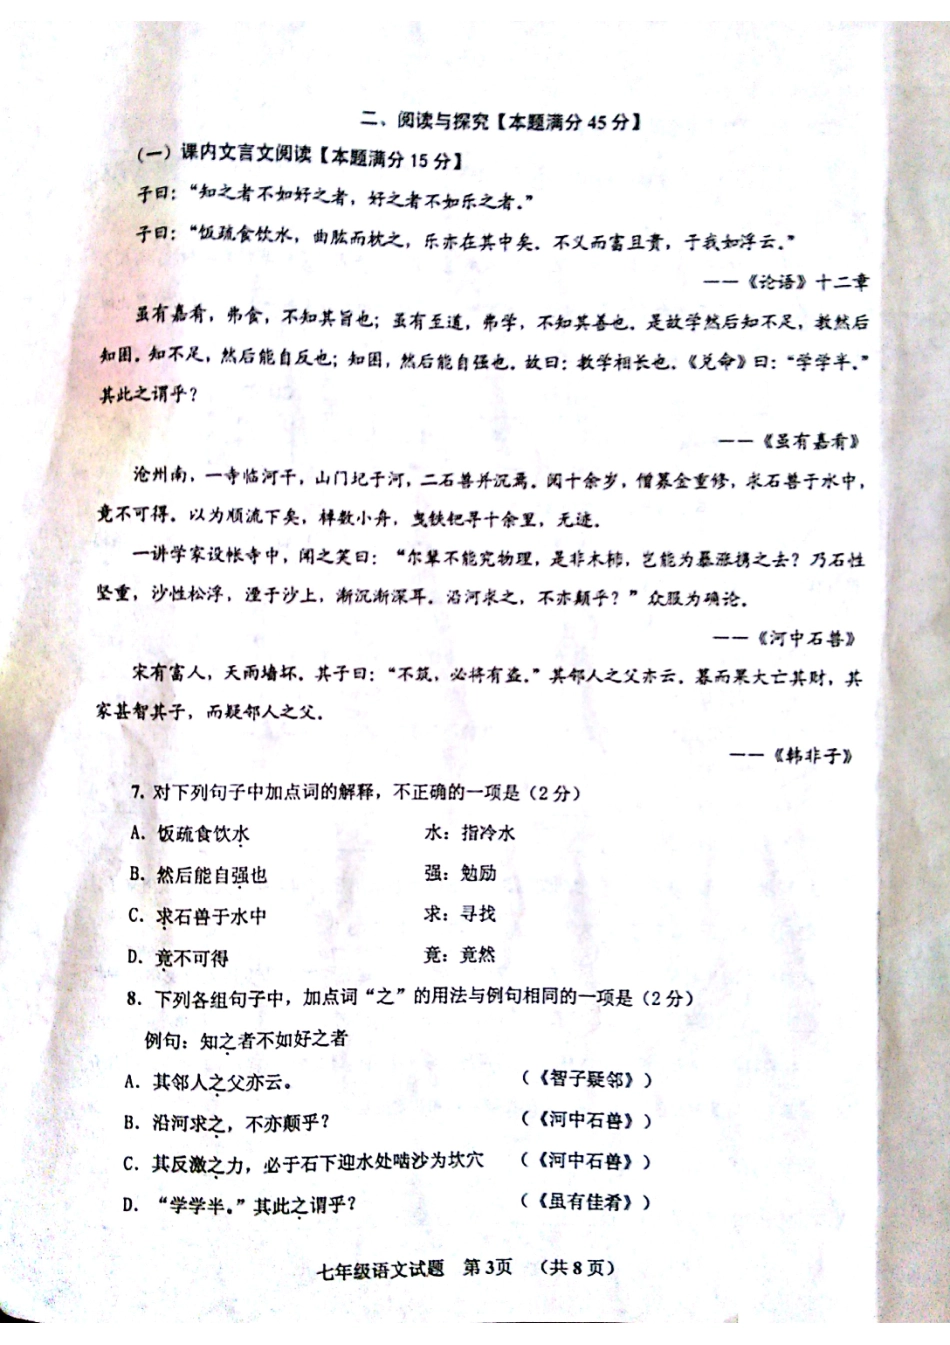 二、阅读与探究【本题满分45分】
(一)课内文言文阅读【本题满分15分】
子曰：“知之者不如好之者，好之者不如乐之者。”
子曰：“饭疏食饮水，曲肱而枕之，乐亦在其中矣．不义而富且贵，于我如浮云。”
——《论语》十二章
虽有嘉肴，弗食，不知其旨也；虽有至道，弗学，不知其善也．是故学然后知不足，教然后
知困．知不足，然后能自反也；知困，然后能自强也．故曰：教学相长也．《兑命》曰：“学学半。”
其此之谓乎？
——《虽有嘉肴》
沧州南，一寺临河干，山门圮于河，二石兽并沉焉．阅十余岁，僧募金重修，求石兽于水中，
竟不可得．以为顺流下矣，棹数小舟，曳铁钯寻十余里，无迹．
一讲学家设帐寺中，闻之笑曰：“尔辈不能究物理，是非木杮，岂能为暴涨携之去？乃石性
坚重，沙性松浮，湮于沙上，渐沉渐深耳．沿河求之，不亦颠乎？”众服为确论．
——《河中石兽》
宋有富人，天雨墙坏．其子曰：“不筑，必将有盗。”其邻人之父亦云．暮而果大亡其财，其
家甚智其子，而疑邻人之父．
——《韩非子》
7. 对下列句子中加点词的解释，不正确的一项是（2分）
A．饭疏食饮水 水：指冷水
B．然后能自强也 强：勉励
C．求石兽于水中 求：寻找
D．竟不可得 竟：竟然
8．下列各组句子中，加点词“之”的用法与例句相同的一项是（2分）
例句：知之者不如好之者
A．其邻人之父亦云。 （《智子疑邻》）
B．沿河求之，不亦颠乎？ （《河中石兽》）
C．其反激之力，必于石下迎水处啮沙为坎穴 （《河中石兽》）
D．“学学半。”其此之谓乎？ （《虽有佳肴》）
七年级语文试题 第3页 （共8页）